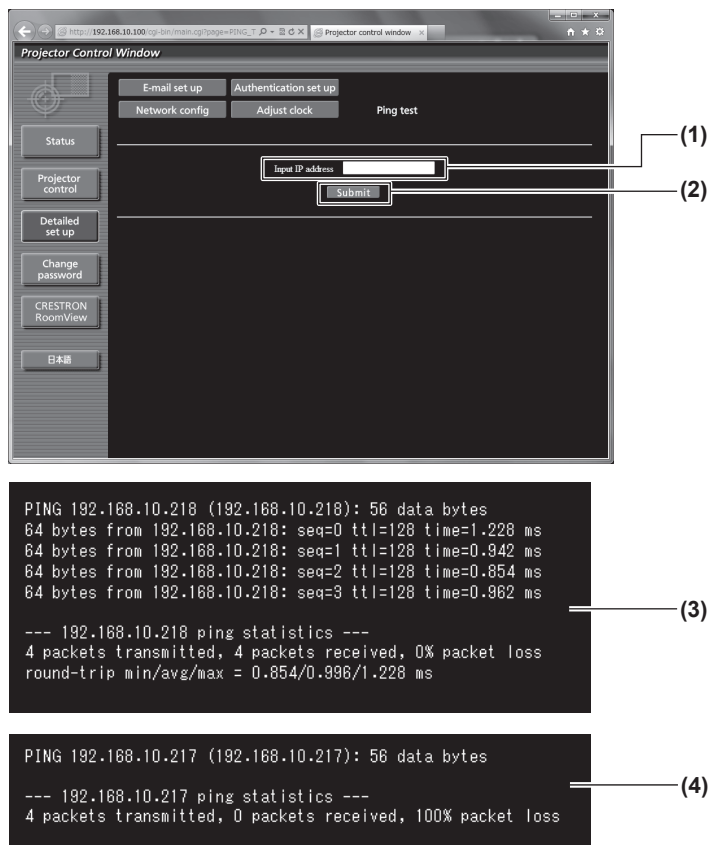 http://192.168.10.100/cgi-bin/main.cgi?page=PING_T
Projector control window
Projector Control Window
E-mail set up
Authentication set up
Network config
Adjust clock
Ping test
Status
Projector control
Detailed set up
Change password
CRESTRON RoomView
日本語
Input IP address
Submit
(1)
(2)
PING 192.168.10.218 (192.168.10.218): 56 data bytes
64 bytes from 192.168.10.218: seq=0 ttl=128 time=1.228 ms
64 bytes from 192.168.10.218: seq=1 ttl=128 time=0.942 ms
64 bytes from 192.168.10.218: seq=2 ttl=128 time=0.854 ms
64 bytes from 192.168.10.218: seq=3 ttl=128 time=0.962 ms
--- 192.168.10.218 ping statistics ---
4 packets transmitted, 4 packets received, 0% packet loss
round-trip min/avg/max = 0.854/0.996/1.228 ms
(3)
PING 192.168.10.217 (192.168.10.217): 56 data bytes
--- 192.168.10.217 ping statistics ---
4 packets transmitted, 0 packets received, 100% packet loss
(4)